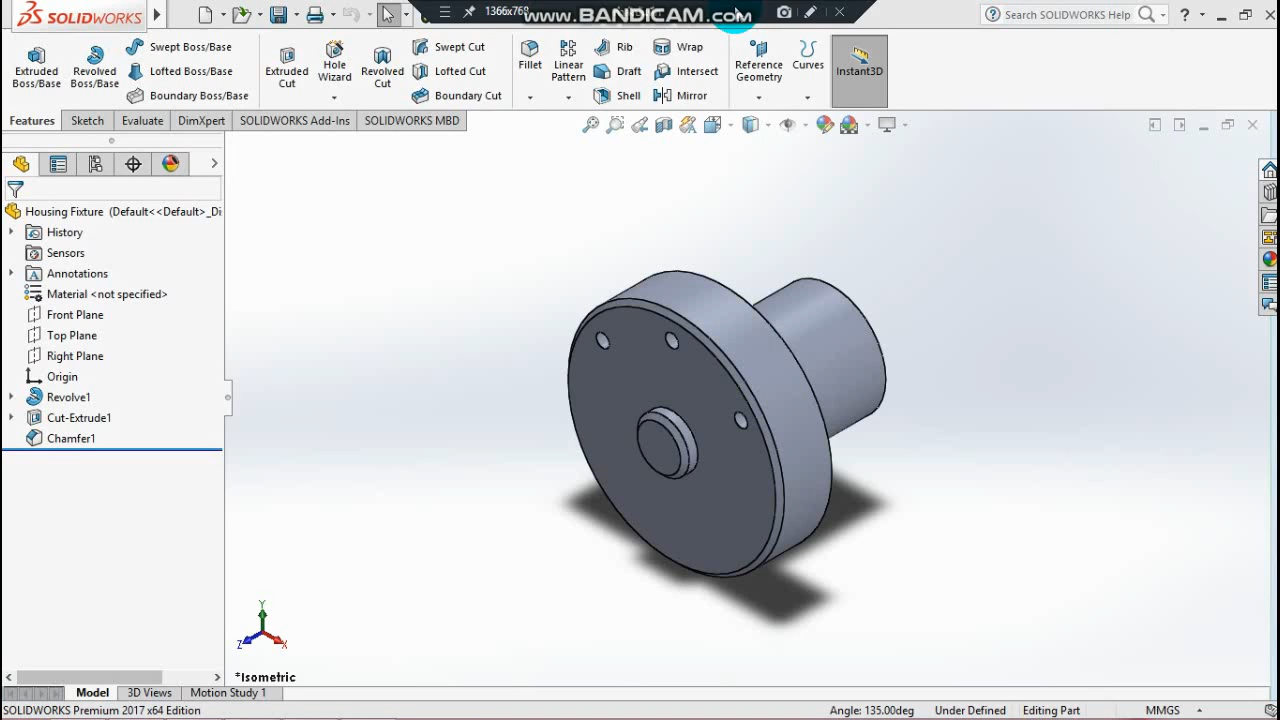 SOLIDWORKS
1366x768
www.BANDICAM.com
Search SOLIDWORKS Help
?
Extruded Boss/Base
Revolved Boss/Base
Swept Boss/Base
Lofted Boss/Base
Boundary Boss/Base
Extruded Cut
Hole Wizard
Revolved Cut
Swept Cut
Lofted Cut
Boundary Cut
Fillet
Linear Pattern
Rib
Draft
Shell
Wrap
Intersect
Mirror
Reference Geometry
Curves
Instant3D
Features
Sketch
Evaluate
DimXpert
SOLIDWORKS Add-Ins
SOLIDWORKS MBD
Housing Fixture (Default<<Default>_Di
History
Sensors
Annotations
Material <not specified>
Front Plane
Top Plane
Right Plane
Origin
Revolve1
Cut-Extrude1
Chamfer1
Y
Z
X
*Isometric
Model
3D Views
Motion Study 1
SOLIDWORKS Premium 2017 x64 Edition
Angle: 135.00deg
Under Defined
Editing Part
MMGS